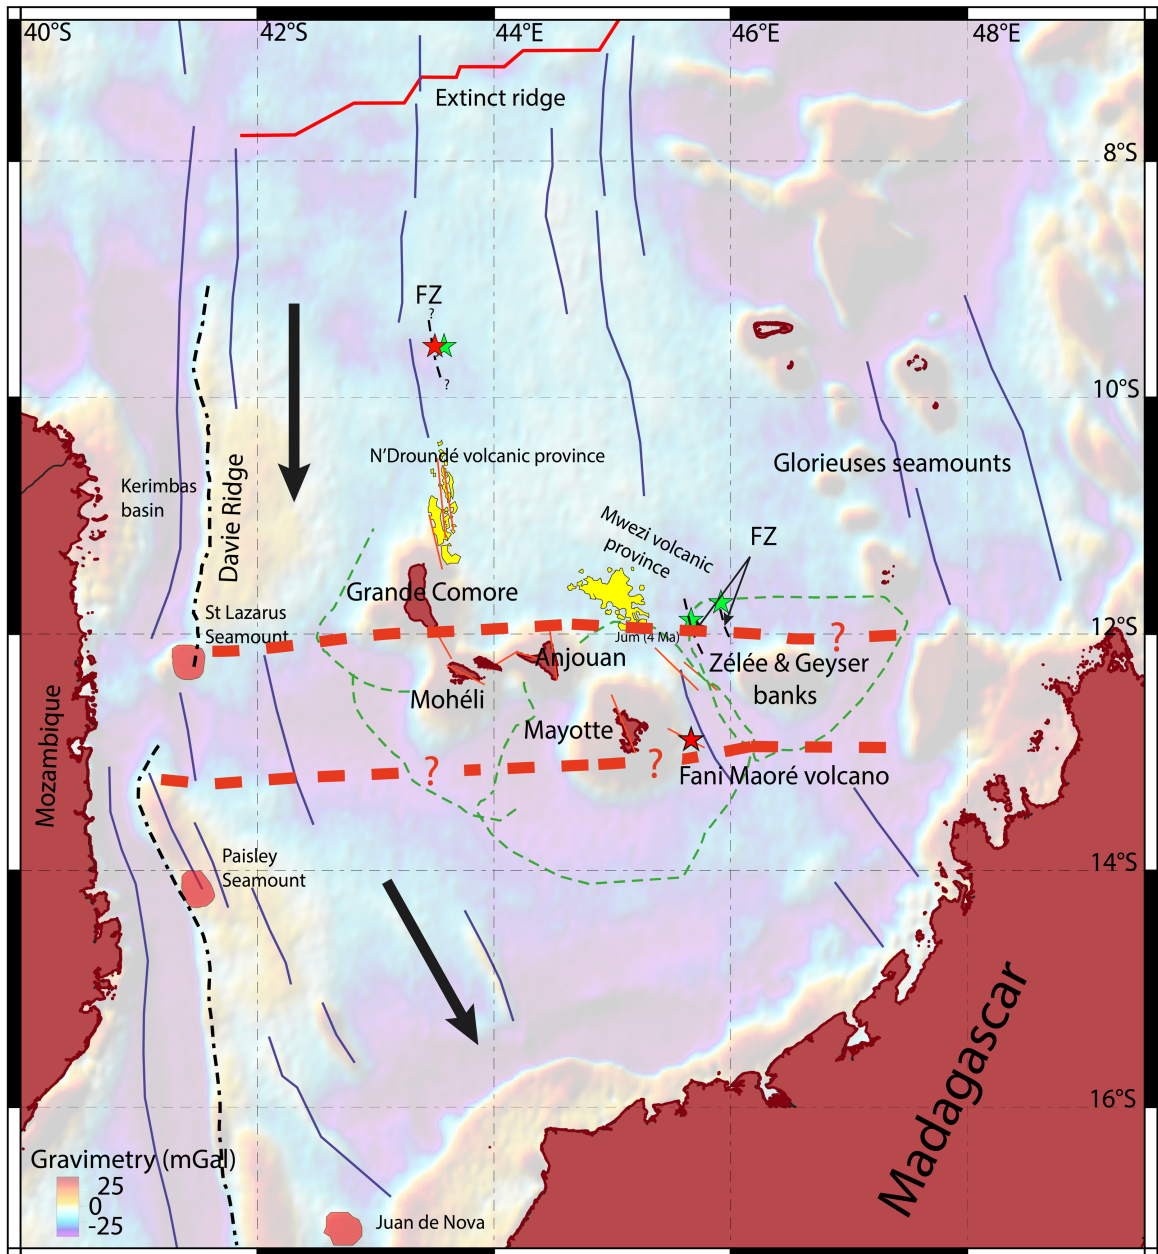 40°S
42°S
44°E
46°E
48°E
Extinct ridge
8°S
FZ
?
?
10°S
N'Droundé volcanic province
Glorieuses seamounts
Kerimbas
basin
Davie Ridge
Mwezi volcanic
province
FZ
Grande Comore
St Lazarus
Seamount
Jum (4 Ma)
?
12°S
Anjouan
Zélée & Geyser
banks
Mohéli
Mayotte
Mozambique
?
?
Fani Maoré volcano
Paisley
Seamount
14°S
Madagascar
16°S
Gravimetry (mGal)
25
0
-25
Juan de Nova